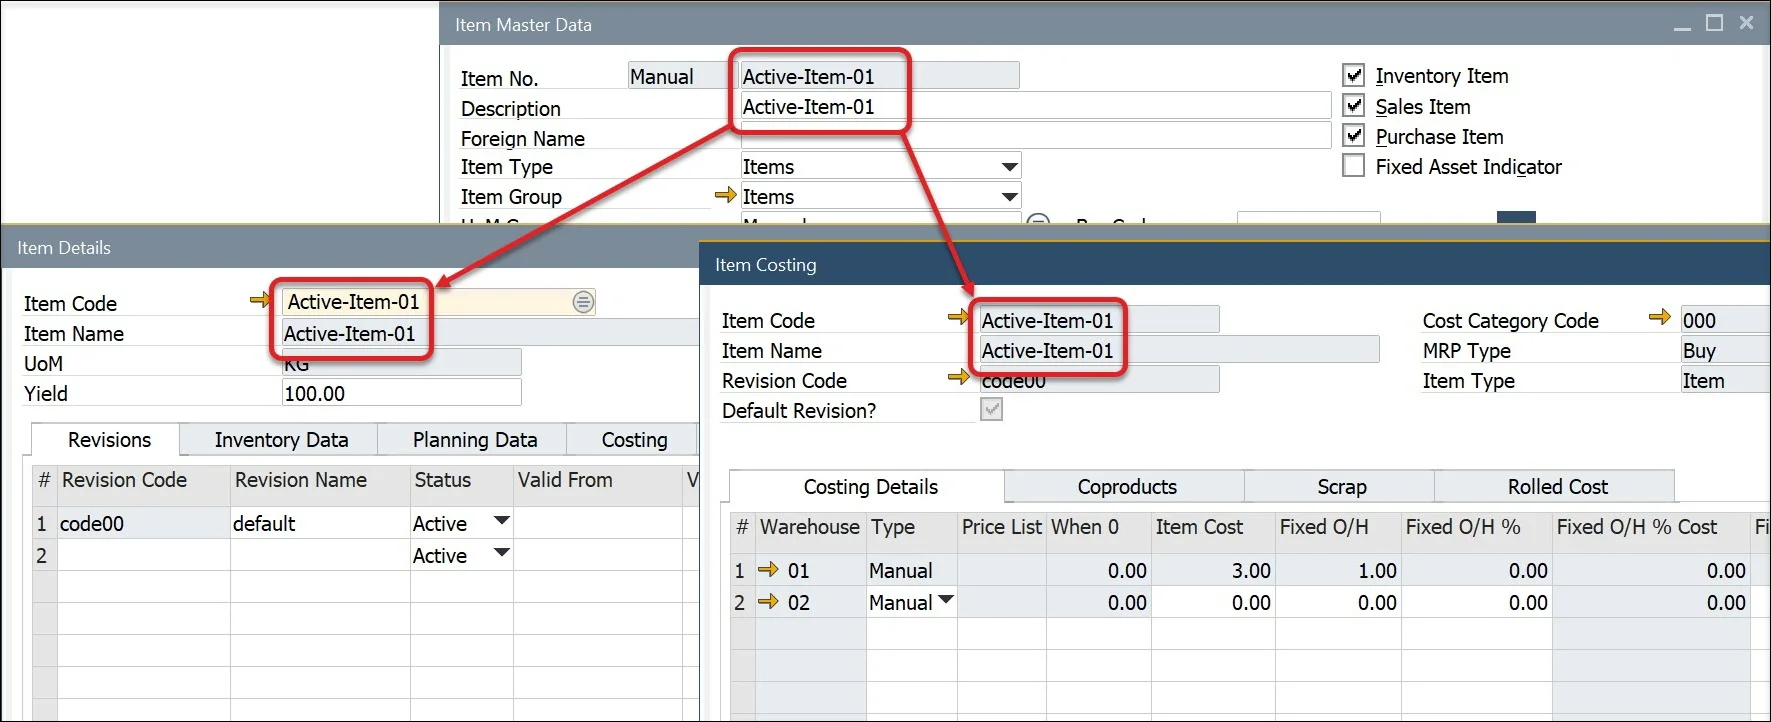 Item Master Data
Item No. Manual Active-Item-01 Inventory Item
Description Active-Item-01 Sales Item
Foreign Name Purchase Item
Item Type Items Fixed Asset Indicator
Item Group Items
Item Details
Item Code Active-Item-01
Item Name Active-Item-01
UoM KG
Yield 100.00
Revisions Inventory Data Planning Data Costing
# Revision Code Revision Name Status Valid From V
1 code00 default Active
2 Active
Item Costing
Item Code Active-Item-01 Cost Category Code 000
Item Name Active-Item-01 MRP Type Buy
Revision Code code00 Item Type Item
Default Revision?
Costing Details Coproducts Scrap Rolled Cost
# Warehouse Type Price List When 0 Item Cost Fixed O/H Fixed O/H % Fixed O/H % Cost Fi
1 01 Manual 0.00 3.00 1.00 0.00 0.00
2 02 Manual 0.00 0.00 0.00 0.00 0.00